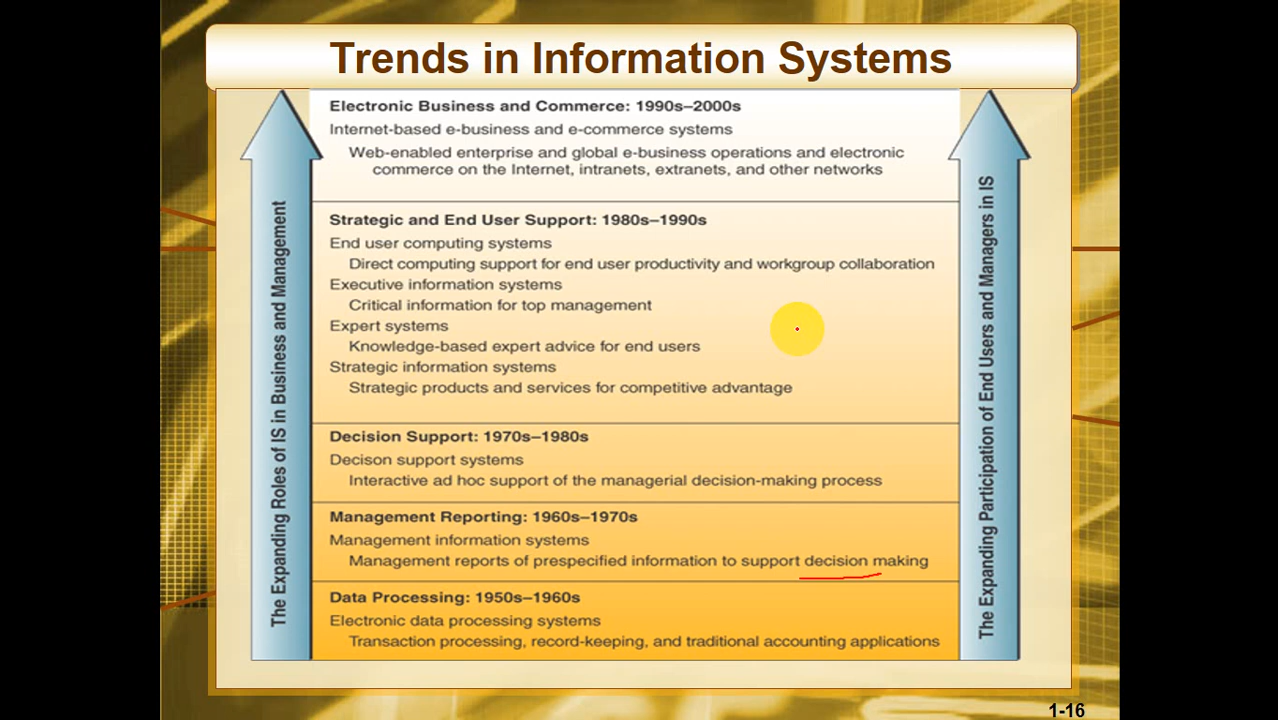 Trends in Information Systems
The Expanding Roles of IS in Business and Management
Electronic Business and Commerce: 1990s–2000s
Internet-based e-business and e-commerce systems
Web-enabled enterprise and global e-business operations and electronic
commerce on the Internet, intranets, extranets, and other networks
Strategic and End User Support: 1980s–1990s
End user computing systems
Direct computing support for end user productivity and workgroup collaboration
Executive information systems
Critical information for top management
Expert systems
Knowledge-based expert advice for end users
Strategic information systems
Strategic products and services for competitive advantage
Decision Support: 1970s–1980s
Decison support systems
Interactive ad hoc support of the managerial decision-making process
Management Reporting: 1960s–1970s
Management information systems
Management reports of prespecified information to support decision making
Data Processing: 1950s–1960s
Electronic data processing systems
Transaction processing, record-keeping, and traditional accounting applications
The Expanding Participation of End Users and Managers in IS
1-16